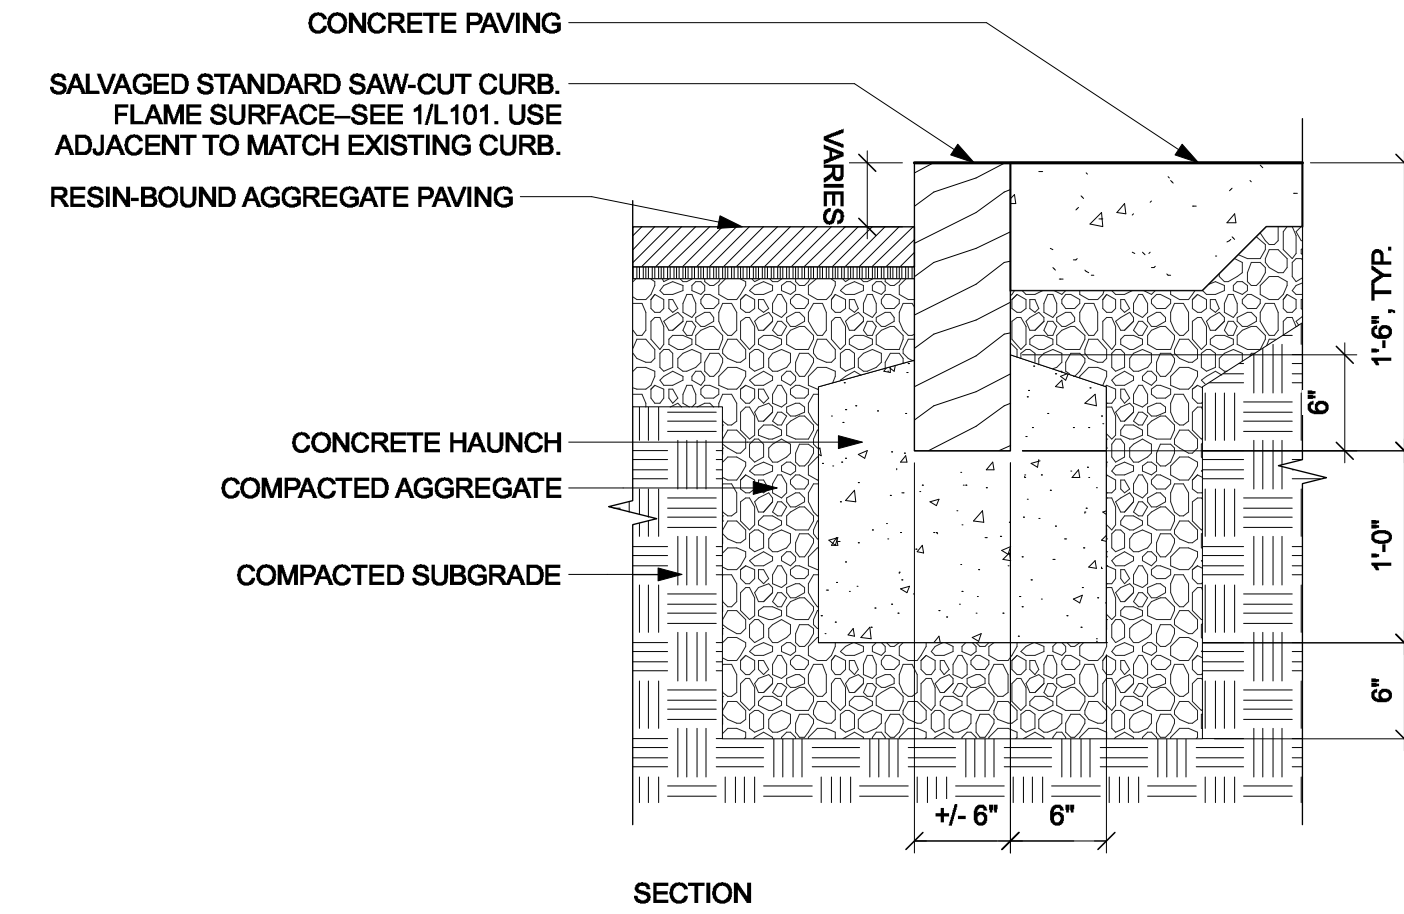 CONCRETE PAVING
SALVAGED STANDARD SAW-CUT CURB.
FLAME SURFACE–SEE 1/L101. USE
ADJACENT TO MATCH EXISTING CURB.
VARIES
RESIN-BOUND AGGREGATE PAVING
1'-6", TYP.
6"
CONCRETE HAUNCH
COMPACTED AGGREGATE
1'-0"
COMPACTED SUBGRADE
6"
+/- 6"
6"
SECTION